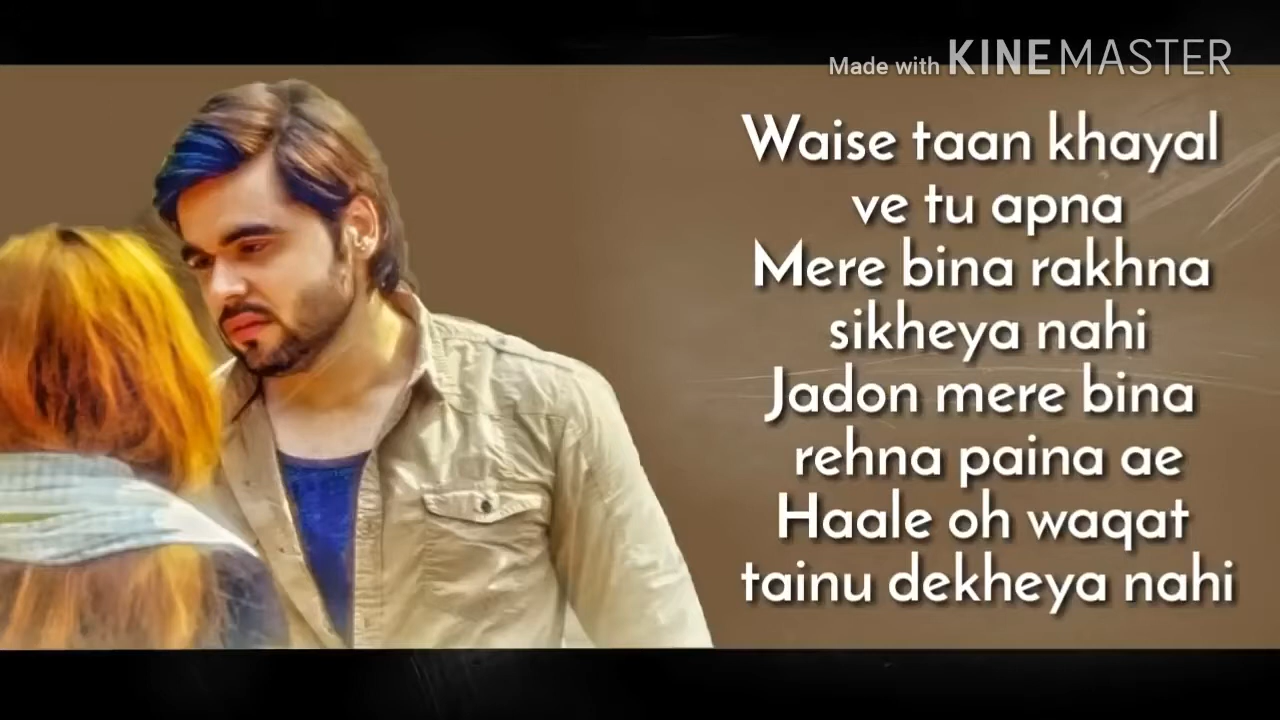 Made with KINEMASTER
Waise taan khayal
ve tu apna
Mere bina rakhna
sikheya nahi
Jadon mere bina
rehna paina ae
Haale oh waqat
tainu dekheya nahi